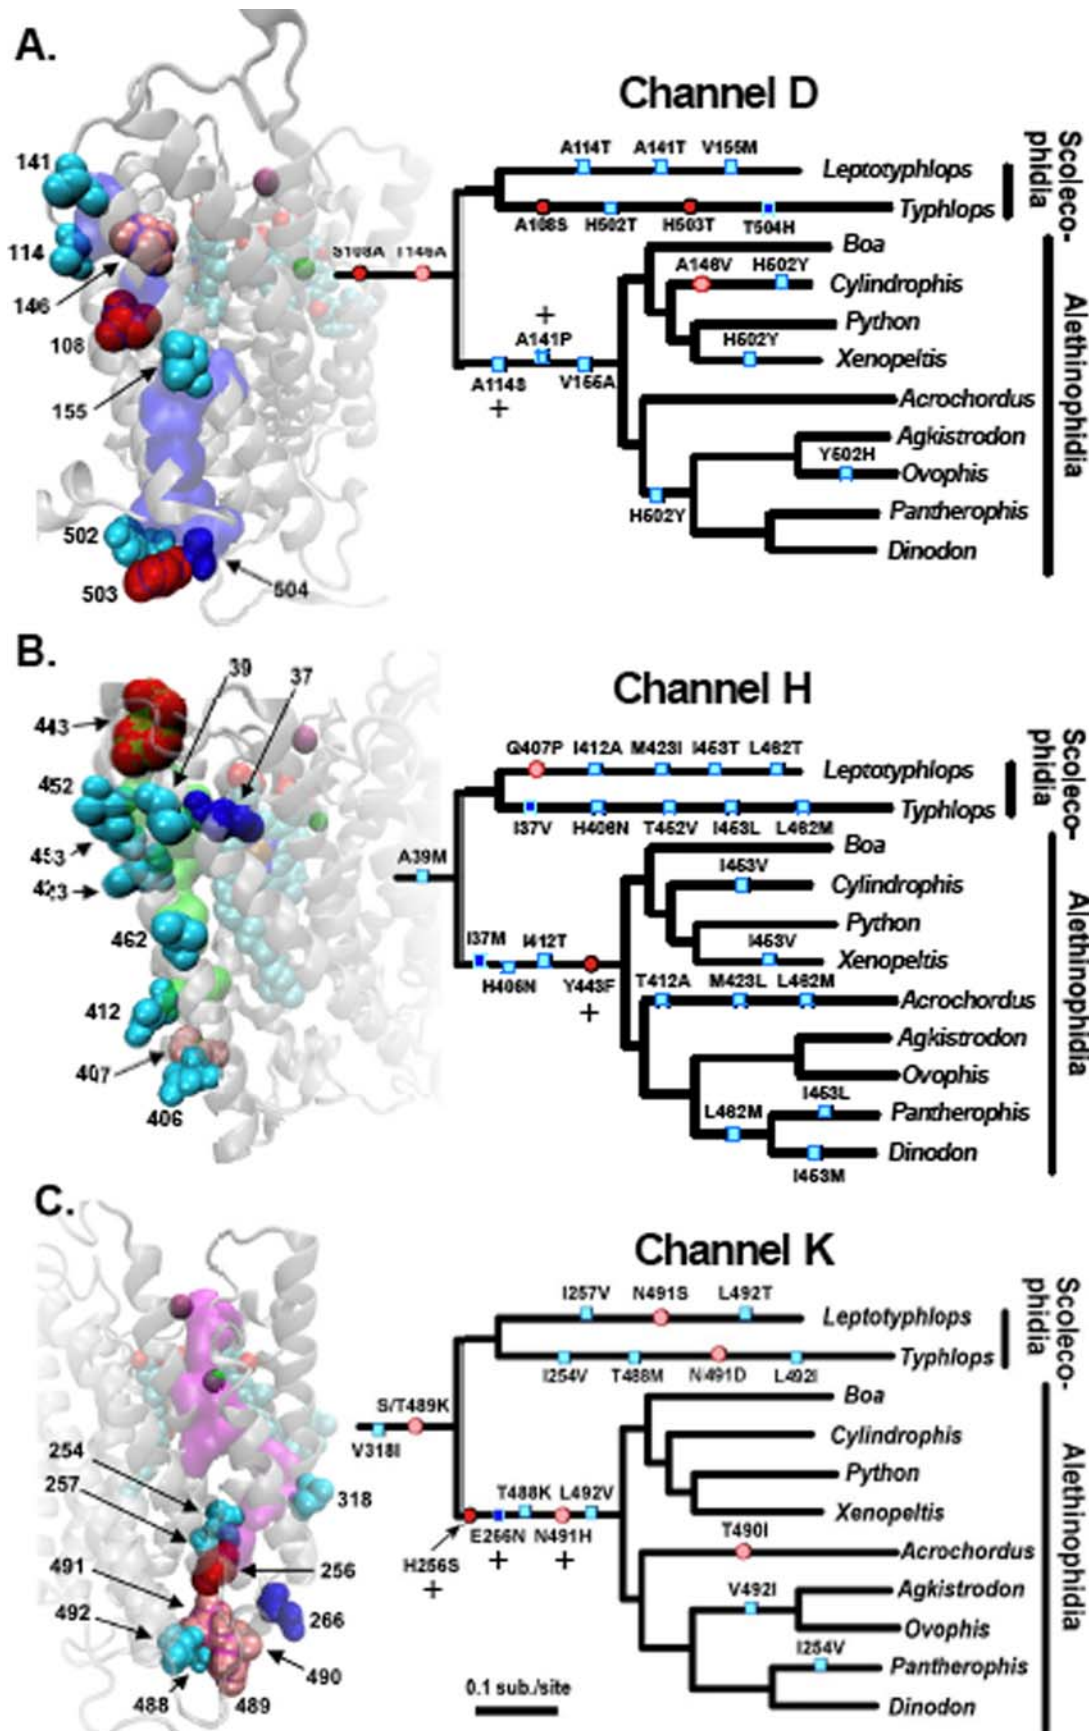 A.
Channel D
141
114
146
108
155
502
503
504
S108A T146A
A114T A141T V155M
Leptotyphlops
A108S H502T H503T T504H
Typhlops
Boa
A146V H502Y
Cylindrophis
Python
H502Y
Xenopeltis
+
A141P
A114S V155A
+
Acrochordus
Agkistrodon
Y502H
Ovophis
H502Y
Pantherophis
Dinodon
Scoleco-
phidia
Alethinophidia
B.
Channel H
39
37
443
452
453
423
462
412
407
406
A39M
Q407P I412A M423I I453T L462T
Leptotyphlops
I37V H406N T452V I453L L462M
Typhlops
Boa
I453V
Cylindrophis
Python
I453V
Xenopeltis
I37M I412T
H406N Y443F
+
T412A M423L L462M
Acrochordus
Agkistrodon
Ovophis
L462M I453L
Pantherophis
Dinodon
I453M
Scoleco-
phidia
Alethinophidia
C.
Channel K
254
257
491
492
488
489
490
266
256
318
S/T489K
V318I
I257V N491S L492T
Leptotyphlops
I254V T488M N491D L492I
Typhlops
Boa
Cylindrophis
Python
Xenopeltis
T488K L492V
E266N N491H
+ +
H256S
+
T490I
Acrochordus
V492I
Agkistrodon
Ovophis
I254V
Pantherophis
Dinodon
Scoleco-
phidia
Alethinophidia
0.1 sub./site